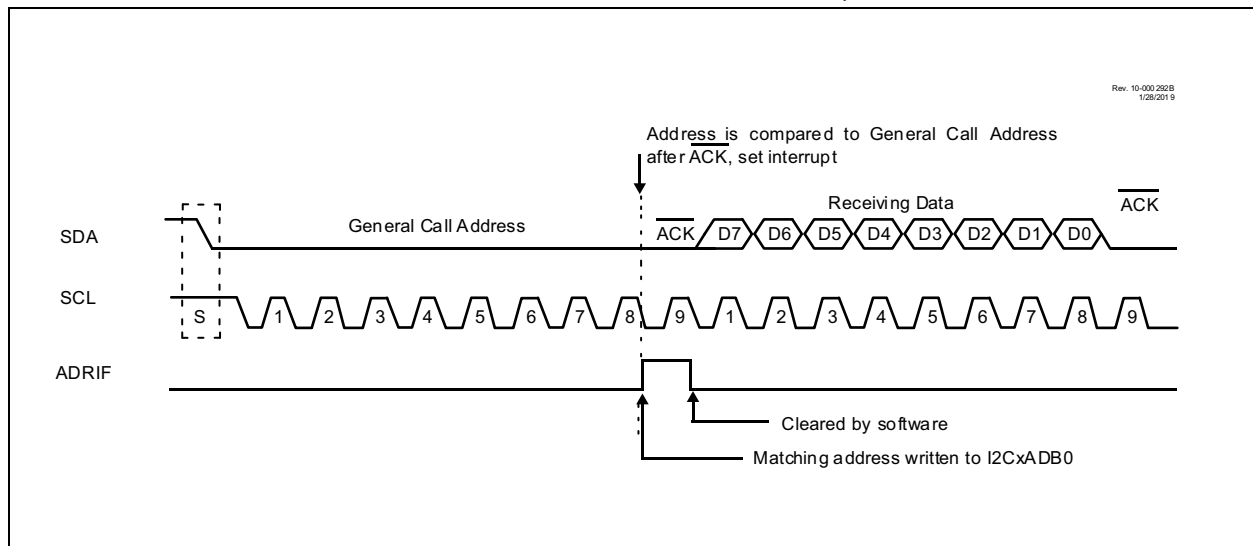 Rev. 10-000 292B
1/28/2019
Address is compared to General Call Address
after ACK, set interrupt
Receiving Data
ACK
General Call Address
SDA
ACK D7 D6 D5 D4 D3 D2 D1 D0
SCL
S 1 2 3 4 5 6 7 8 9 1 2 3 4 5 6 7 8 9
ADRIF
Cleared by software
Matching address written to I2CxADB0